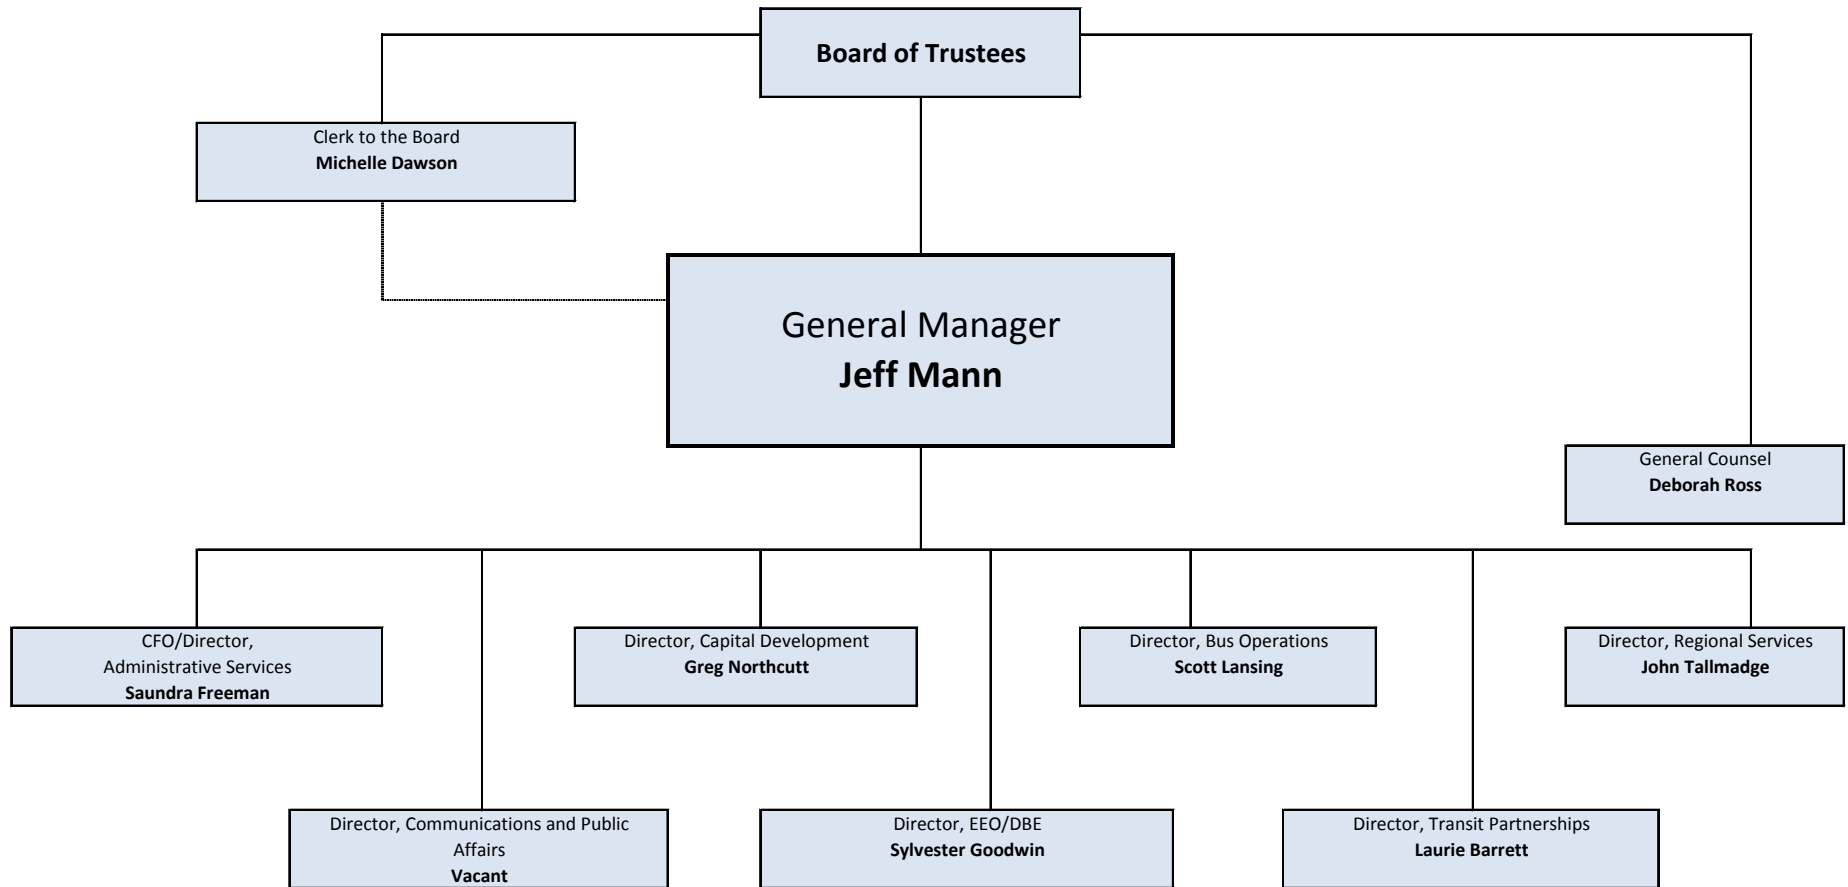 Board of Trustees
Clerk to the Board
Michelle Dawson
General Manager
Jeff Mann
General Counsel
Deborah Ross
CFO/Director,
Administrative Services
Saundra Freeman
Director, Capital Development
Greg Northcutt
Director, Bus Operations
Scott Lansing
Director, Regional Services
John Tallmadge
Director, Communications and Public
Affairs
Vacant
Director, EEO/DBE
Sylvester Goodwin
Director, Transit Partnerships
Laurie Barrett